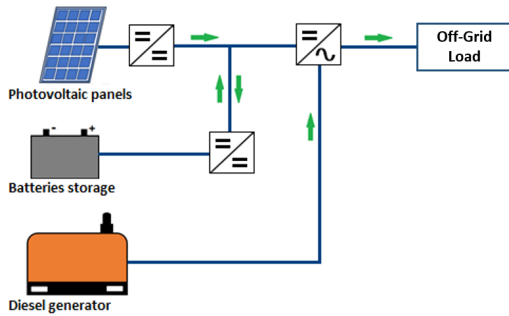 Off-Grid
Load
Photovoltaic panels
- +
Batteries storage
Diesel generator